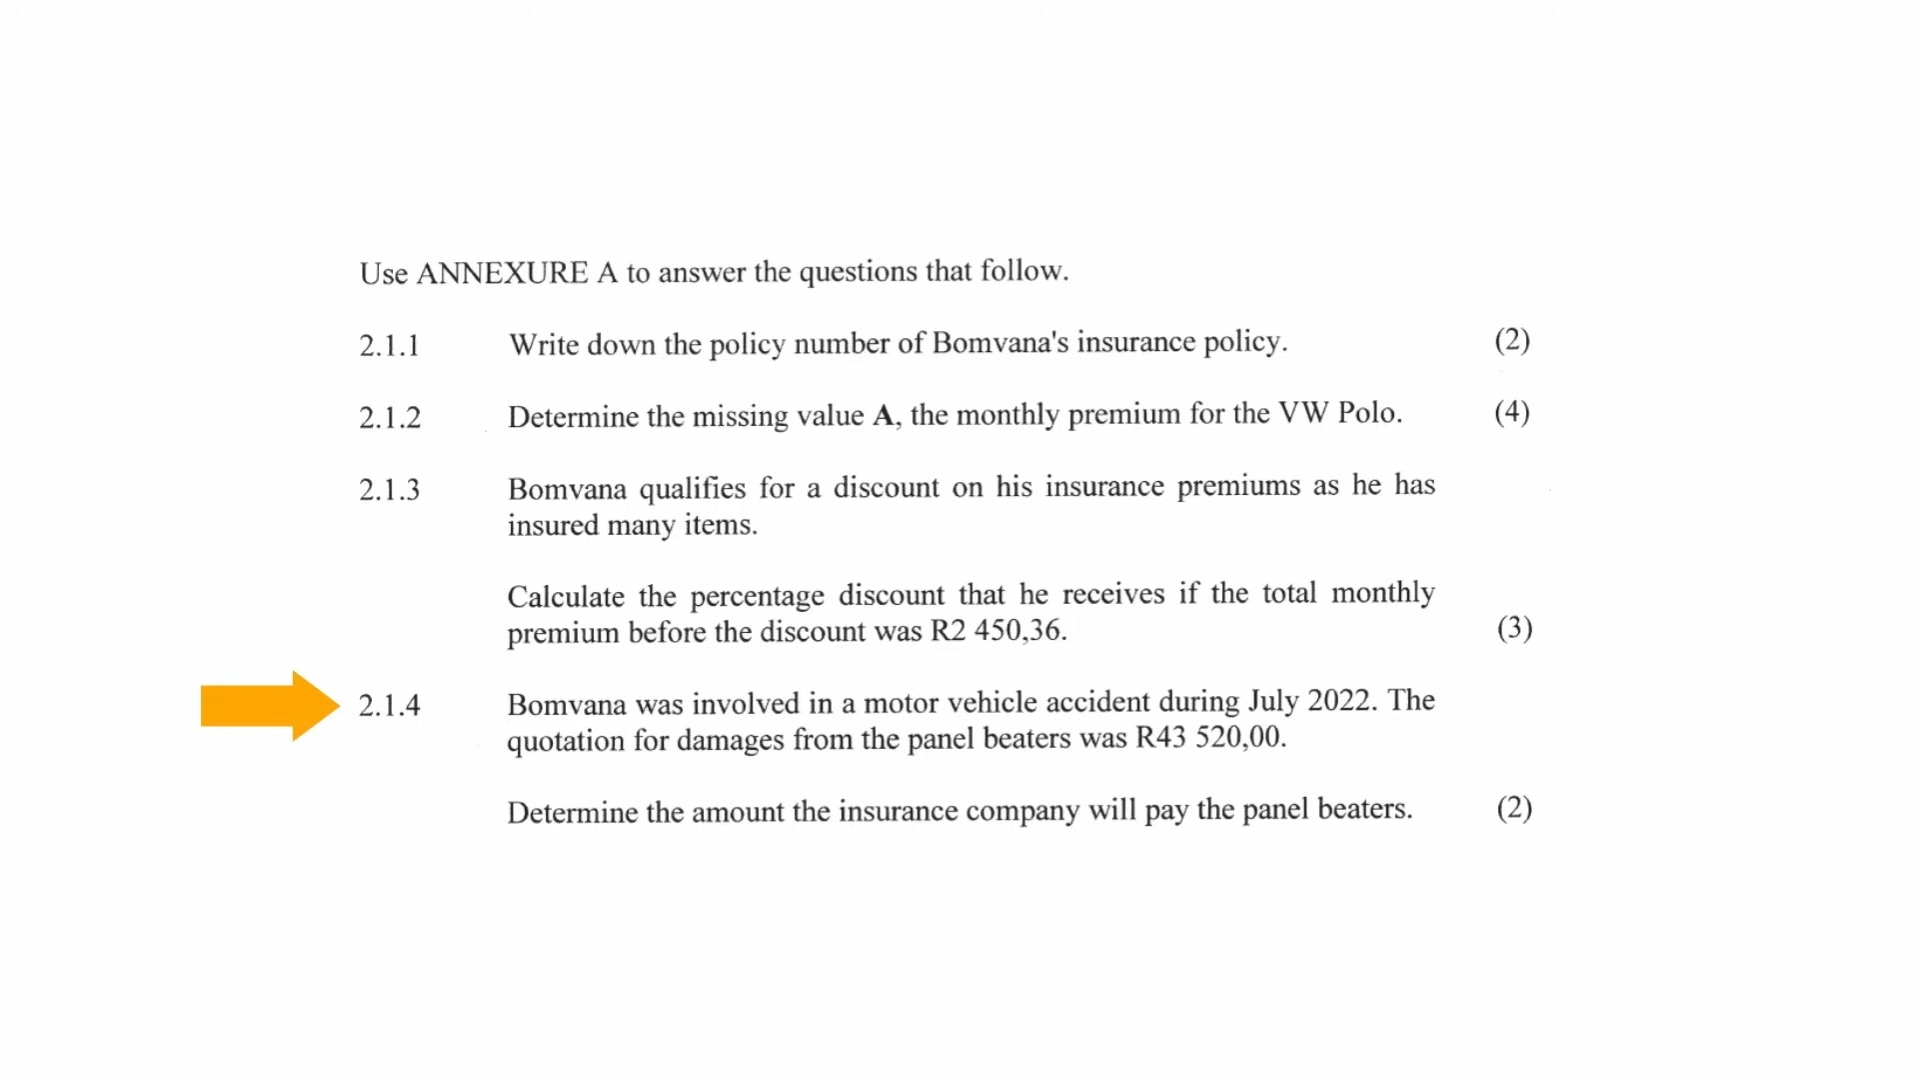 Use ANNEXURE A to answer the questions that follow.
2.1.1 Write down the policy number of Bomvana's insurance policy. (2)
2.1.2 Determine the missing value A, the monthly premium for the VW Polo. (4)
2.1.3 Bomvana qualifies for a discount on his insurance premiums as he has
insured many items.
Calculate the percentage discount that he receives if the total monthly
premium before the discount was R2 450,36. (3)
2.1.4 Bomvana was involved in a motor vehicle accident during July 2022. The
quotation for damages from the panel beaters was R43 520,00.
Determine the amount the insurance company will pay the panel beaters. (2)